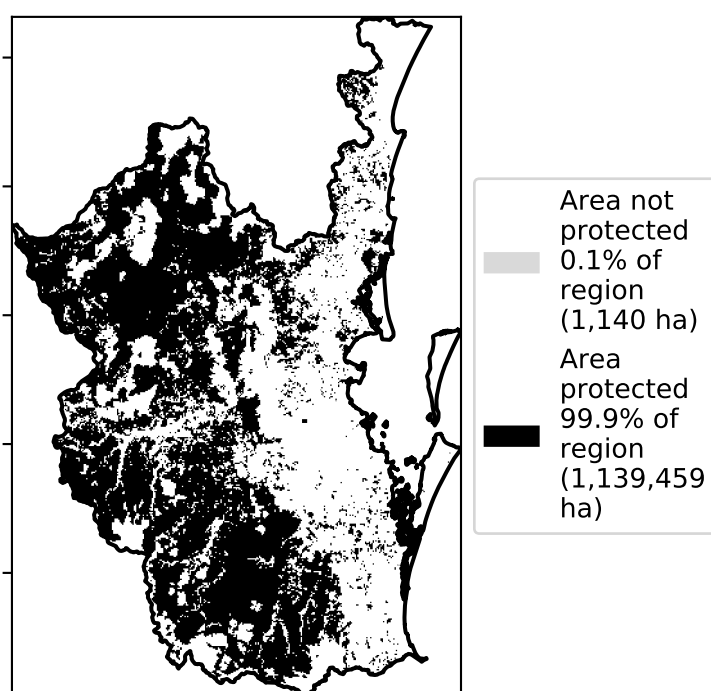 Area not
protected
0.1% of
region
(1,140 ha)
Area
protected
99.9% of
region
(1,139,459
ha)